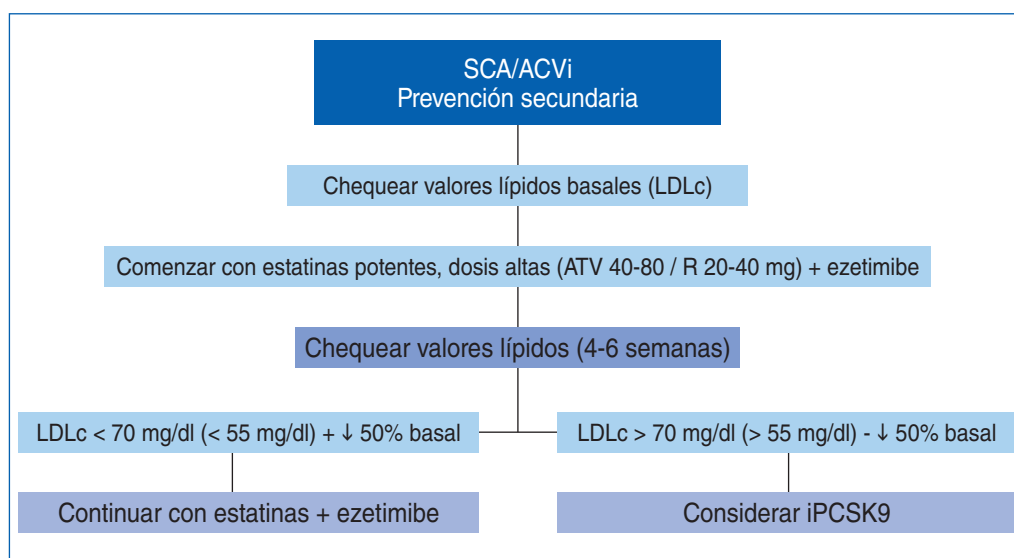 SCA/ACVi
Prevención secundaria
Chequear valores lípidos basales (LDLc)
Comenzar con estatinas potentes, dosis altas (ATV 40-80 / R 20-40 mg) + ezetimibe
Chequear valores lípidos (4-6 semanas)
LDLc < 70 mg/dl (< 55 mg/dl) + ↓ 50% basal
LDLc > 70 mg/dl (> 55 mg/dl) - ↓ 50% basal
Continuar con estatinas + ezetimibe
Considerar iPCSK9